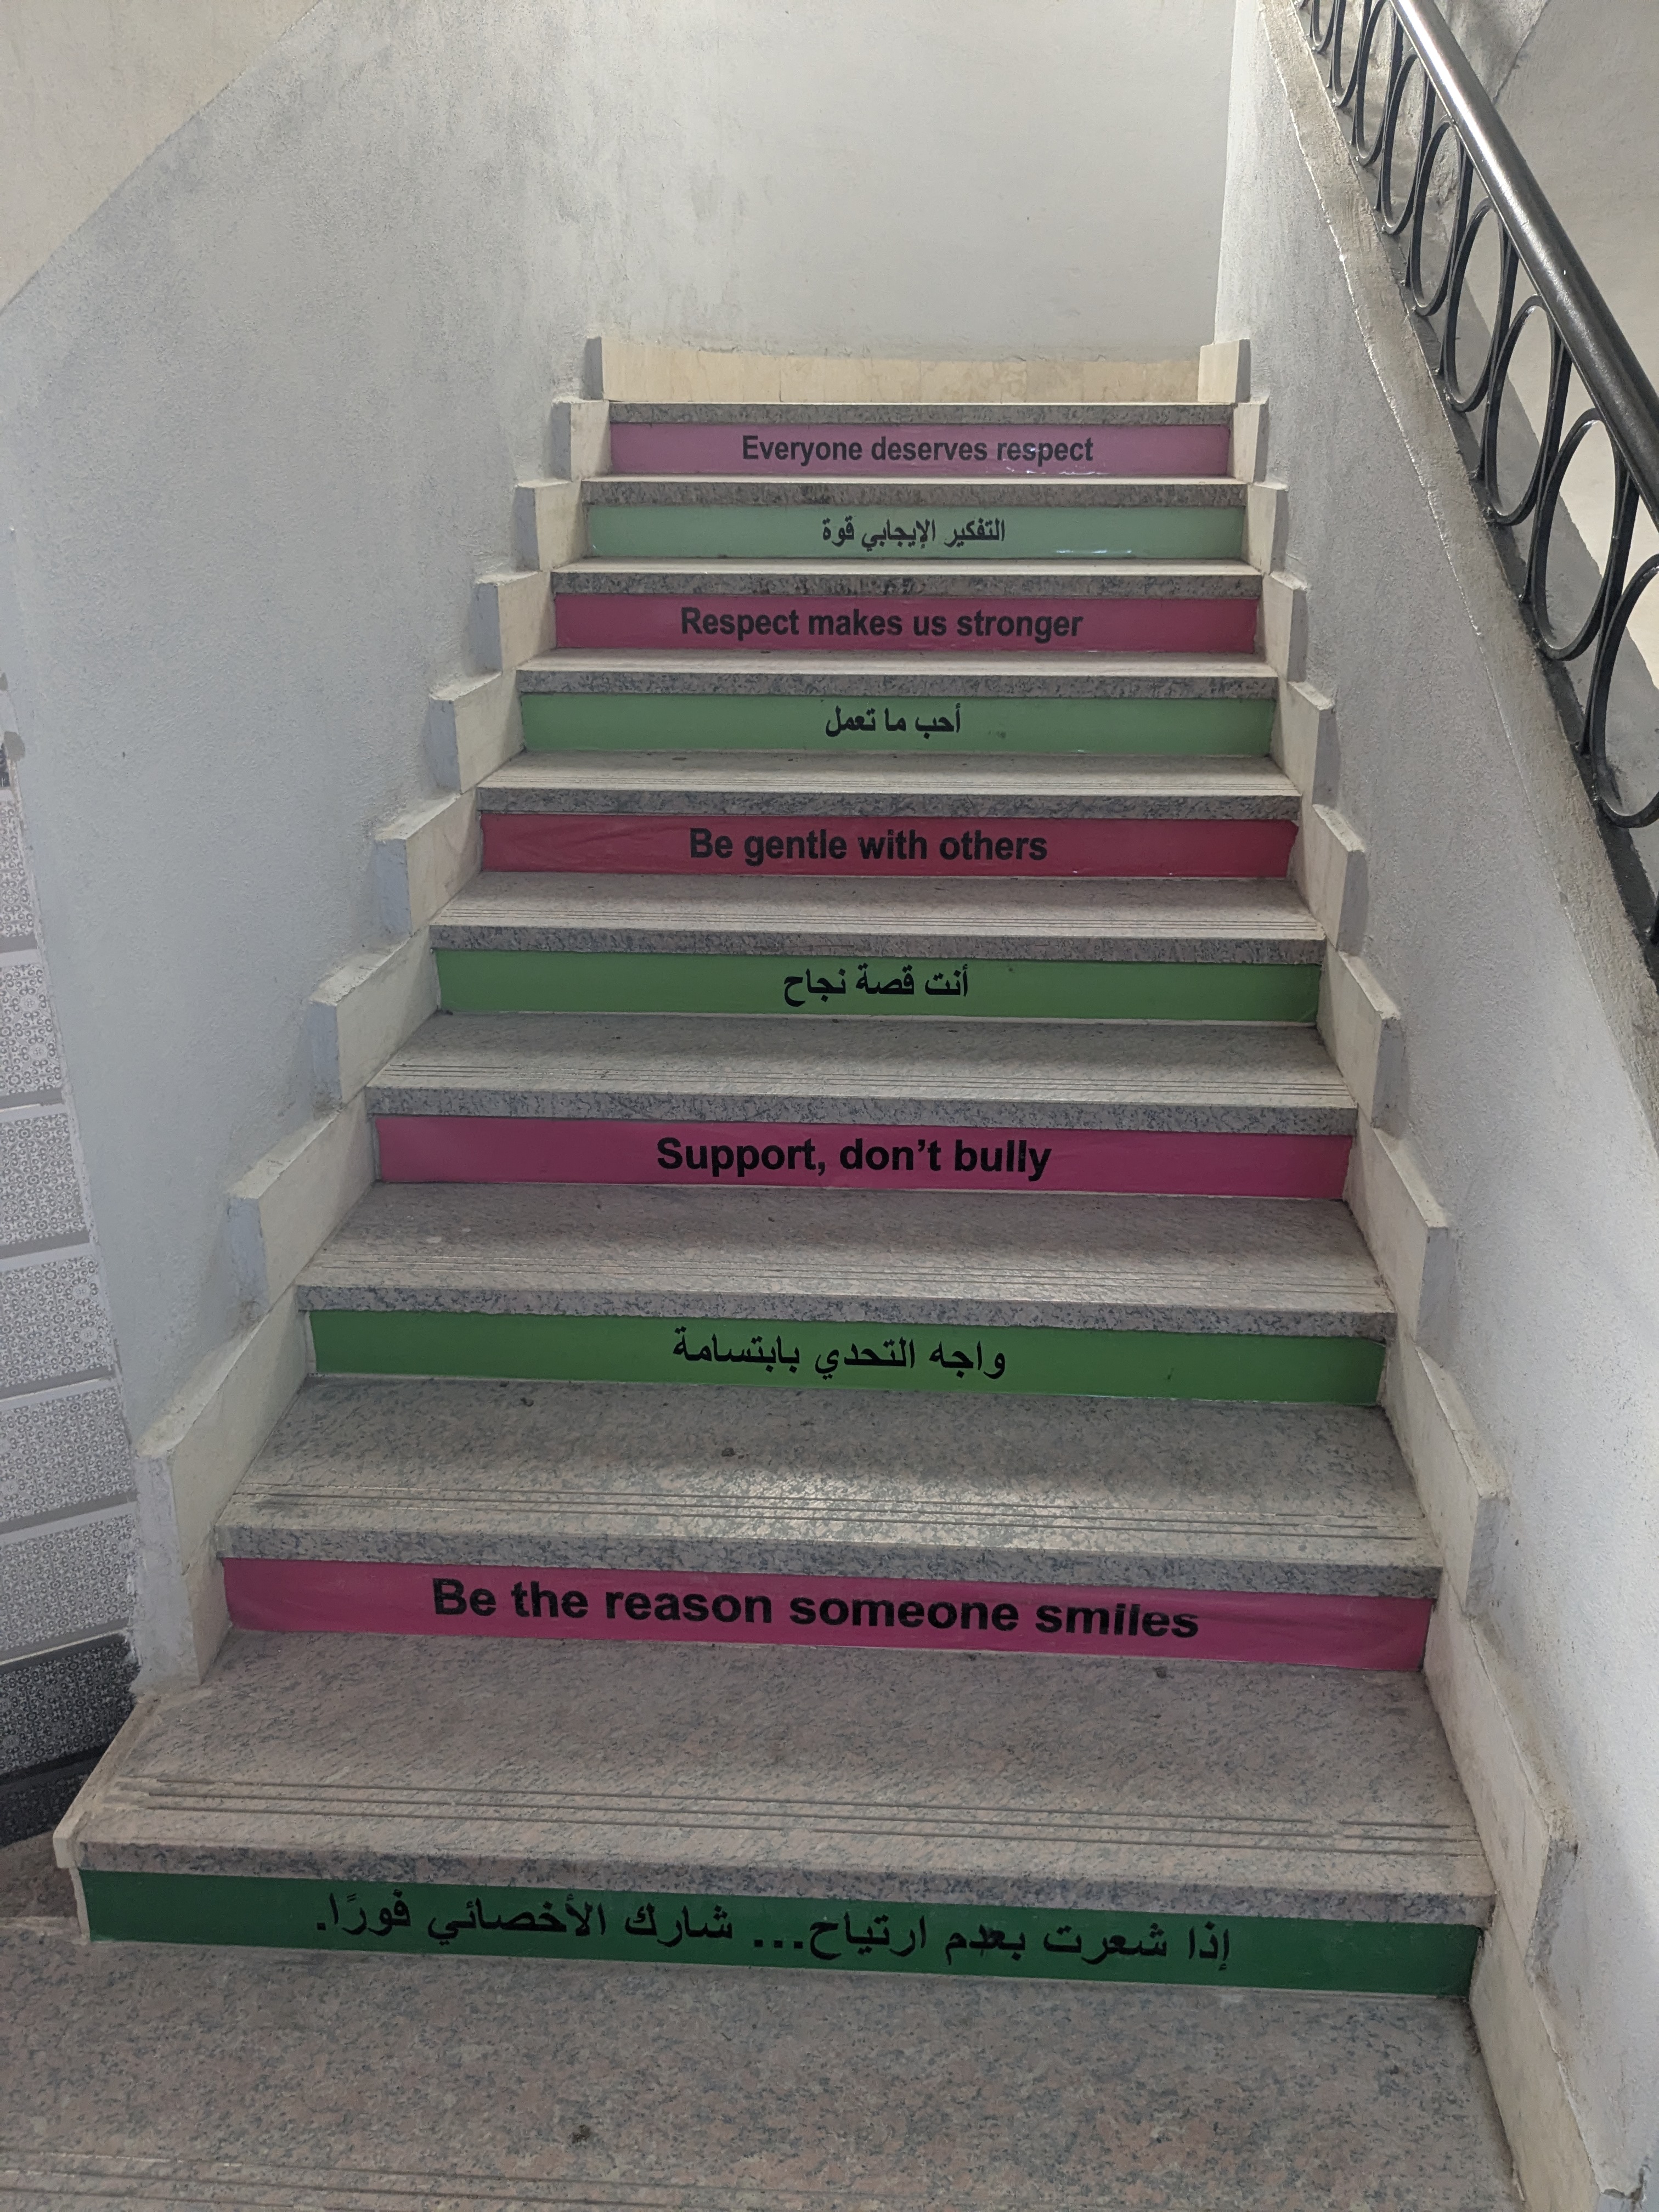 Everyone deserves respect
التفكير الإيجابي قوة
Respect makes us stronger
أحب ما تعمل
Be gentle with others
أنت قصة نجاح
Support, don’t bully
واجه التحدي بابتسامة
Be the reason someone smiles
إذا شعرت بعدم ارتياح... شارك الأخصائي فورًا.